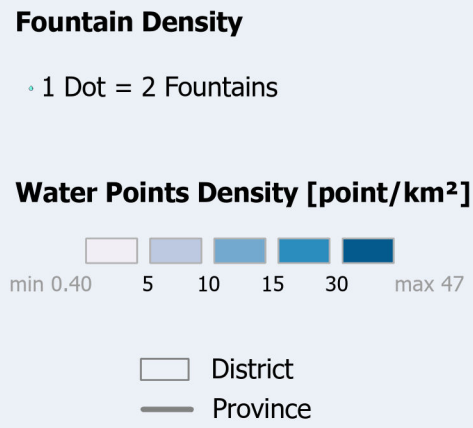 Fountain Density
1 Dot = 2 Fountains
Water Points Density [point/km²]
min 0.40 5 10 15 30 max 47
District
Province